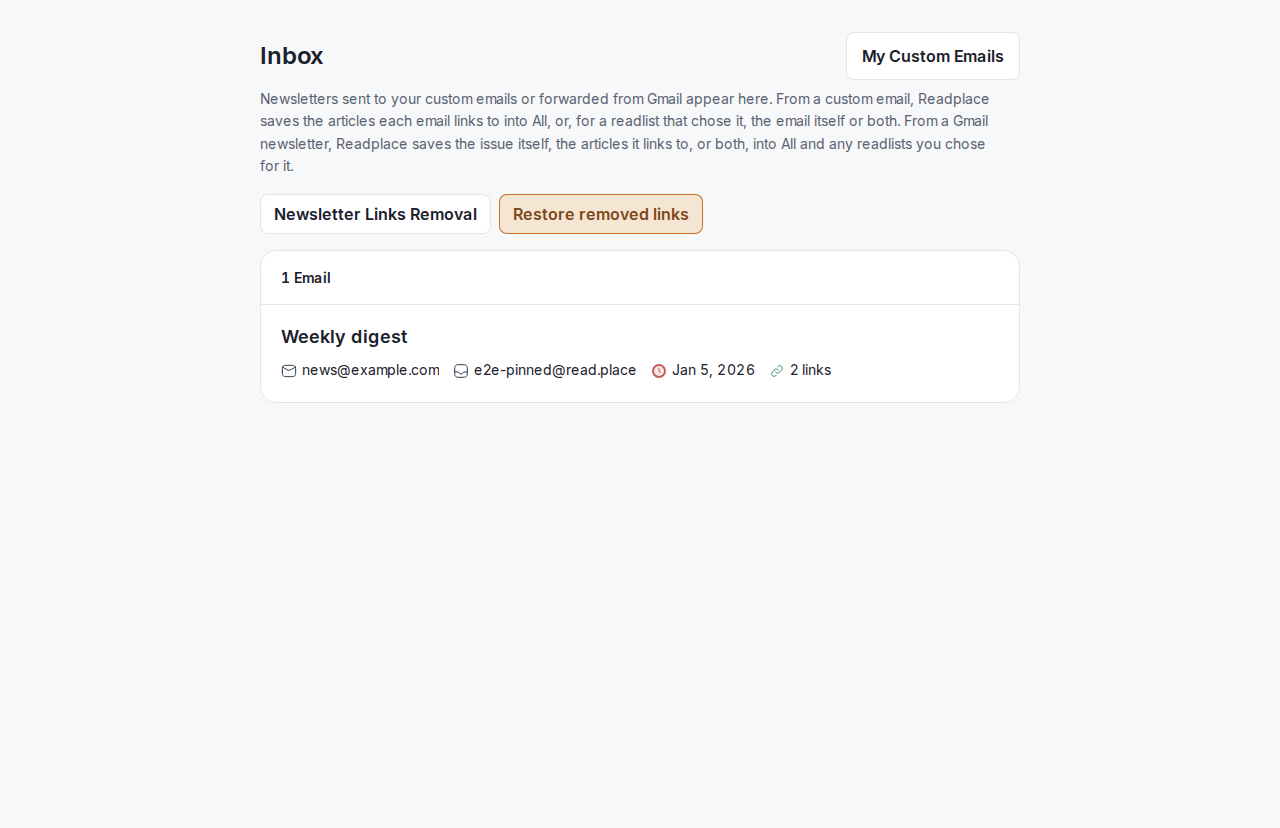 Inbox
My Custom Emails
Newsletters sent to your custom emails or forwarded from Gmail appear here. From a custom email, Readplace
saves the articles each email links to into All, or, for a readlist that chose it, the email itself or both. From a Gmail
newsletter, Readplace saves the issue itself, the articles it links to, or both, into All and any readlists you chose
for it.
Newsletter Links Removal
Restore removed links
1 Email
Weekly digest
news@example.com e2e-pinned@read.place Jan 5, 2026 2 links